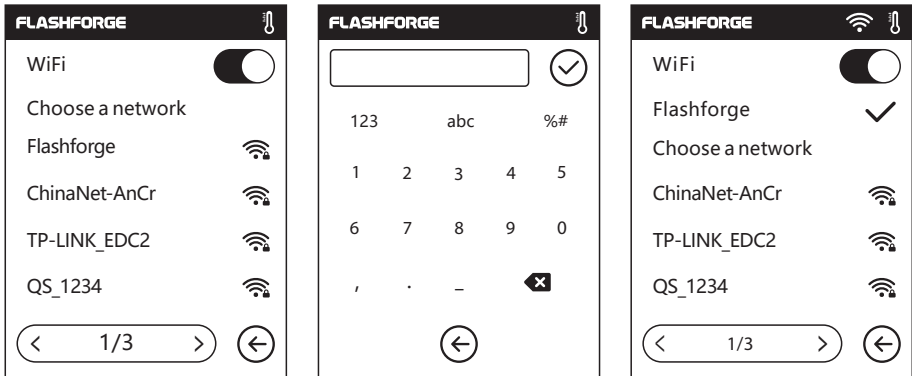 FLASHFORGE
WiFi
Choose a network
Flashforge
ChinaNet-AnCr
TP-LINK_EDC2
QS_1234
< 1/3 >
FLASHFORGE
123 abc %#
1 2 3 4 5
6 7 8 9 0
, . _
FLASHFORGE
WiFi
Flashforge
Choose a network
ChinaNet-AnCr
TP-LINK_EDC2
QS_1234
< 1/3 >